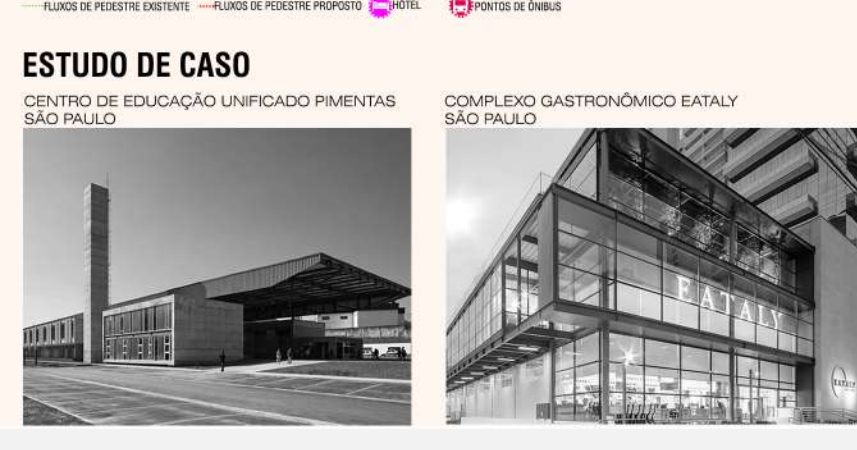 FLUXOS DE PEDESTRE EXISTENTE FLUXOS DE PEDESTRE PROPOSTO HOTEL PONTOS DE ÔNIBUS
ESTUDO DE CASO
CENTRO DE EDUCAÇÃO UNIFICADO PIMENTAS
SÃO PAULO
COMPLEXO GASTRONÔMICO EATALY
SÃO PAULO
EATALY
EATALY